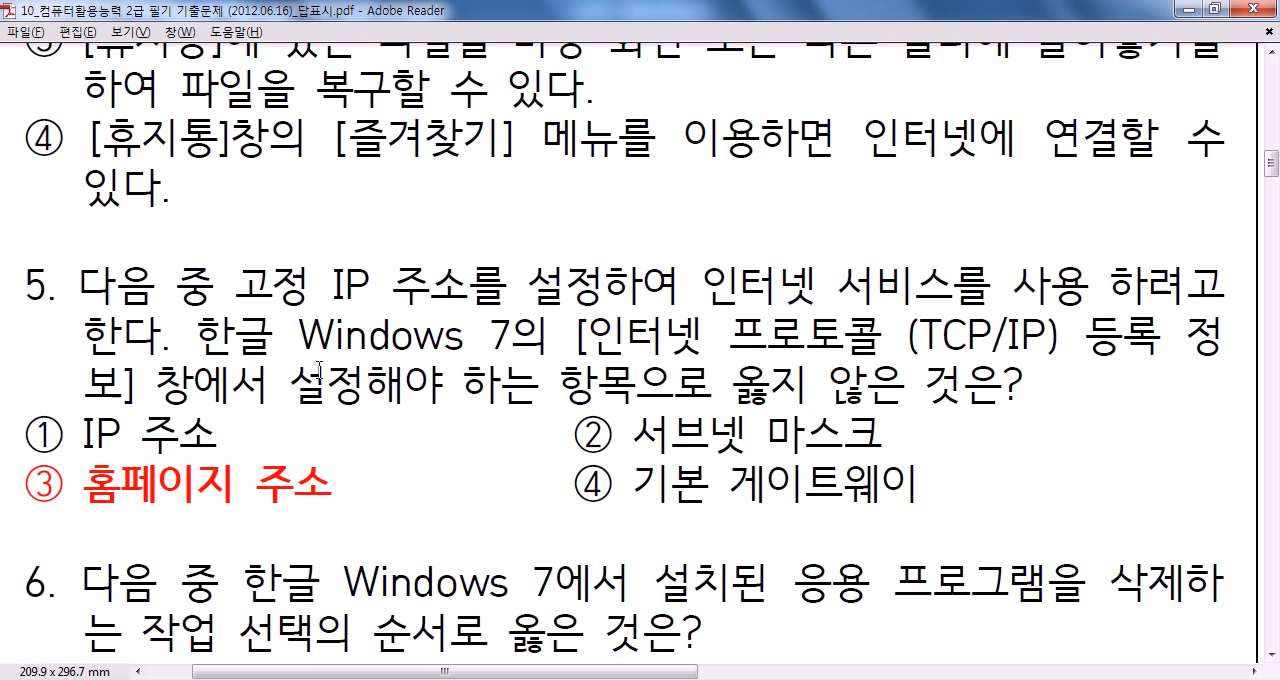 10_컴퓨터활용능력 2급 필기 기출문제 (2012.06.16)_답표시.pdf - Adobe Reader
파일(F) 편집(E) 보기(V) 창(W) 도움말(H)
하여 파일을 복구할 수 있다.
④ [휴지통]창의 [즐겨찾기] 메뉴를 이용하면 인터넷에 연결할 수
있다.
5. 다음 중 고정 IP 주소를 설정하여 인터넷 서비스를 사용 하려고
한다. 한글 Windows 7의 [인터넷 프로토콜 (TCP/IP) 등록 정
보] 창에서 설정해야 하는 항목으로 옳지 않은 것은?
① IP 주소 ② 서브넷 마스크
③ 홈페이지 주소 ④ 기본 게이트웨이
6. 다음 중 한글 Windows 7에서 설치된 응용 프로그램을 삭제하
는 작업 선택의 순서로 옳은 것은?
209.9 x 296.7 mm